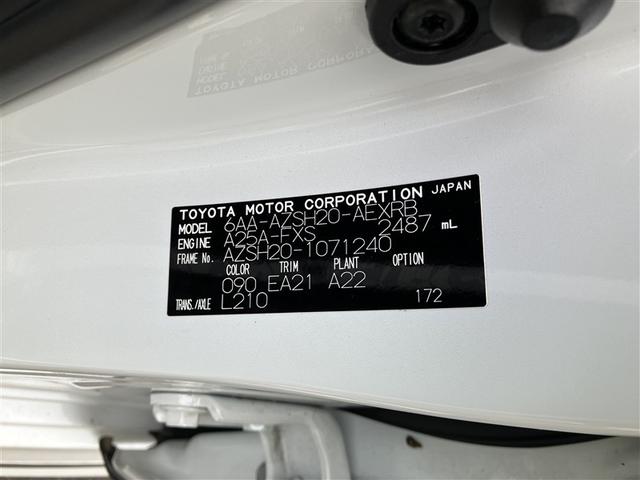 TOYOTA MOTOR CORPORATION JAPAN
MODEL 6AA-AZSH20-AEXRB
ENGINE A25A-FXS 2487 mL
FRAME No. AZSH20-1071240
COLOR TRIM PLANT OPTION
090 EA21 A22
TRANS./AXLE L210 172